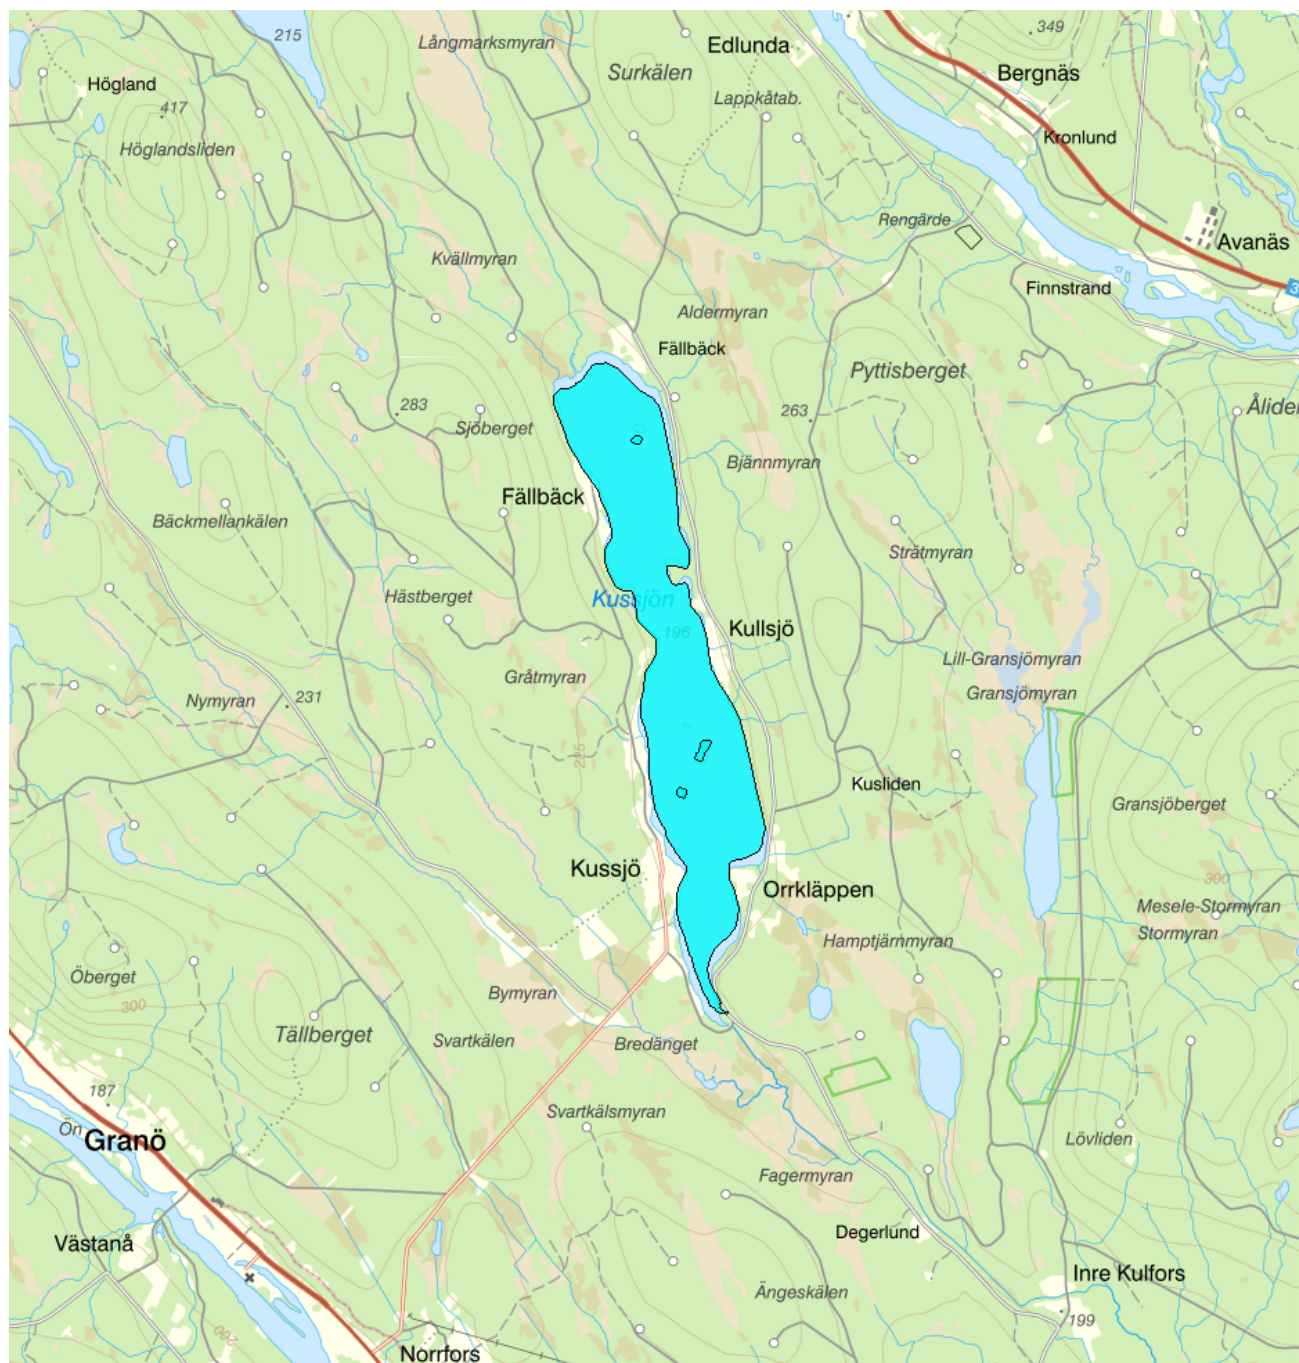 215
Långmarksmyran
Edlunda
349
Surkälen
Bergnäs
Högland
Lappkåtab.
417
Kronlund
Höglandsliden
Rengärde
Avanäs
Kvällmyran
Finnstrand
Aldermyran
Fällbäck
Pyttisberget
283
263
Sjöberget
Bjännmyran
Fällbäck
Bäckmellankälen
Stråtmyran
Hästberget
Kussjön
196
Kullsjö
Lill-Gransjömyran
Gråtmyran
Gransjömyran
Nymyran
231
225
Kusliden
Gransjöberget
Kussjö
Orrkläppen
300
Mesele-Stormyran
Stormyran
Hamptjärnmyran
Öberget
Bymyran
300
Tällberget
Svartkälen
Bredänget
187
Svartkälsmyran
Ön
Granö
Lövliden
Fagermyran
Degerlund
Västanå
Inre Kulfors
Ängeskälen
199
200
Norrfors